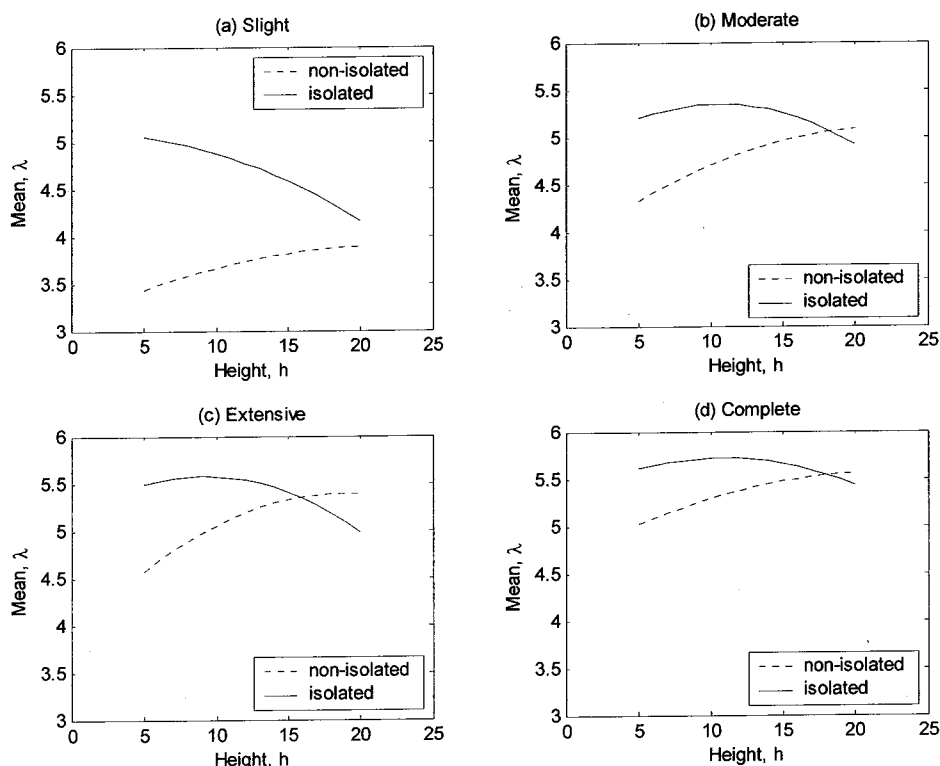 (a) Slight
6
5.5
5
4.5
4
3.5
3
0 5 10 15 20 25
Mean, λ
Height, h
non-isolated
isolated
(b) Moderate
6
5.5
5
4.5
4
3.5
3
0 5 10 15 20 25
Mean, λ
Height, h
non-isolated
isolated
(c) Extensive
6
5.5
5
4.5
4
3.5
3
0 5 10 15 20 25
Mean, λ
Height, h
non-isolated
isolated
(d) Complete
6
5.5
5
4.5
4
3.5
3
0 5 10 15 20 25
Mean, λ
Height, h
non-isolated
isolated